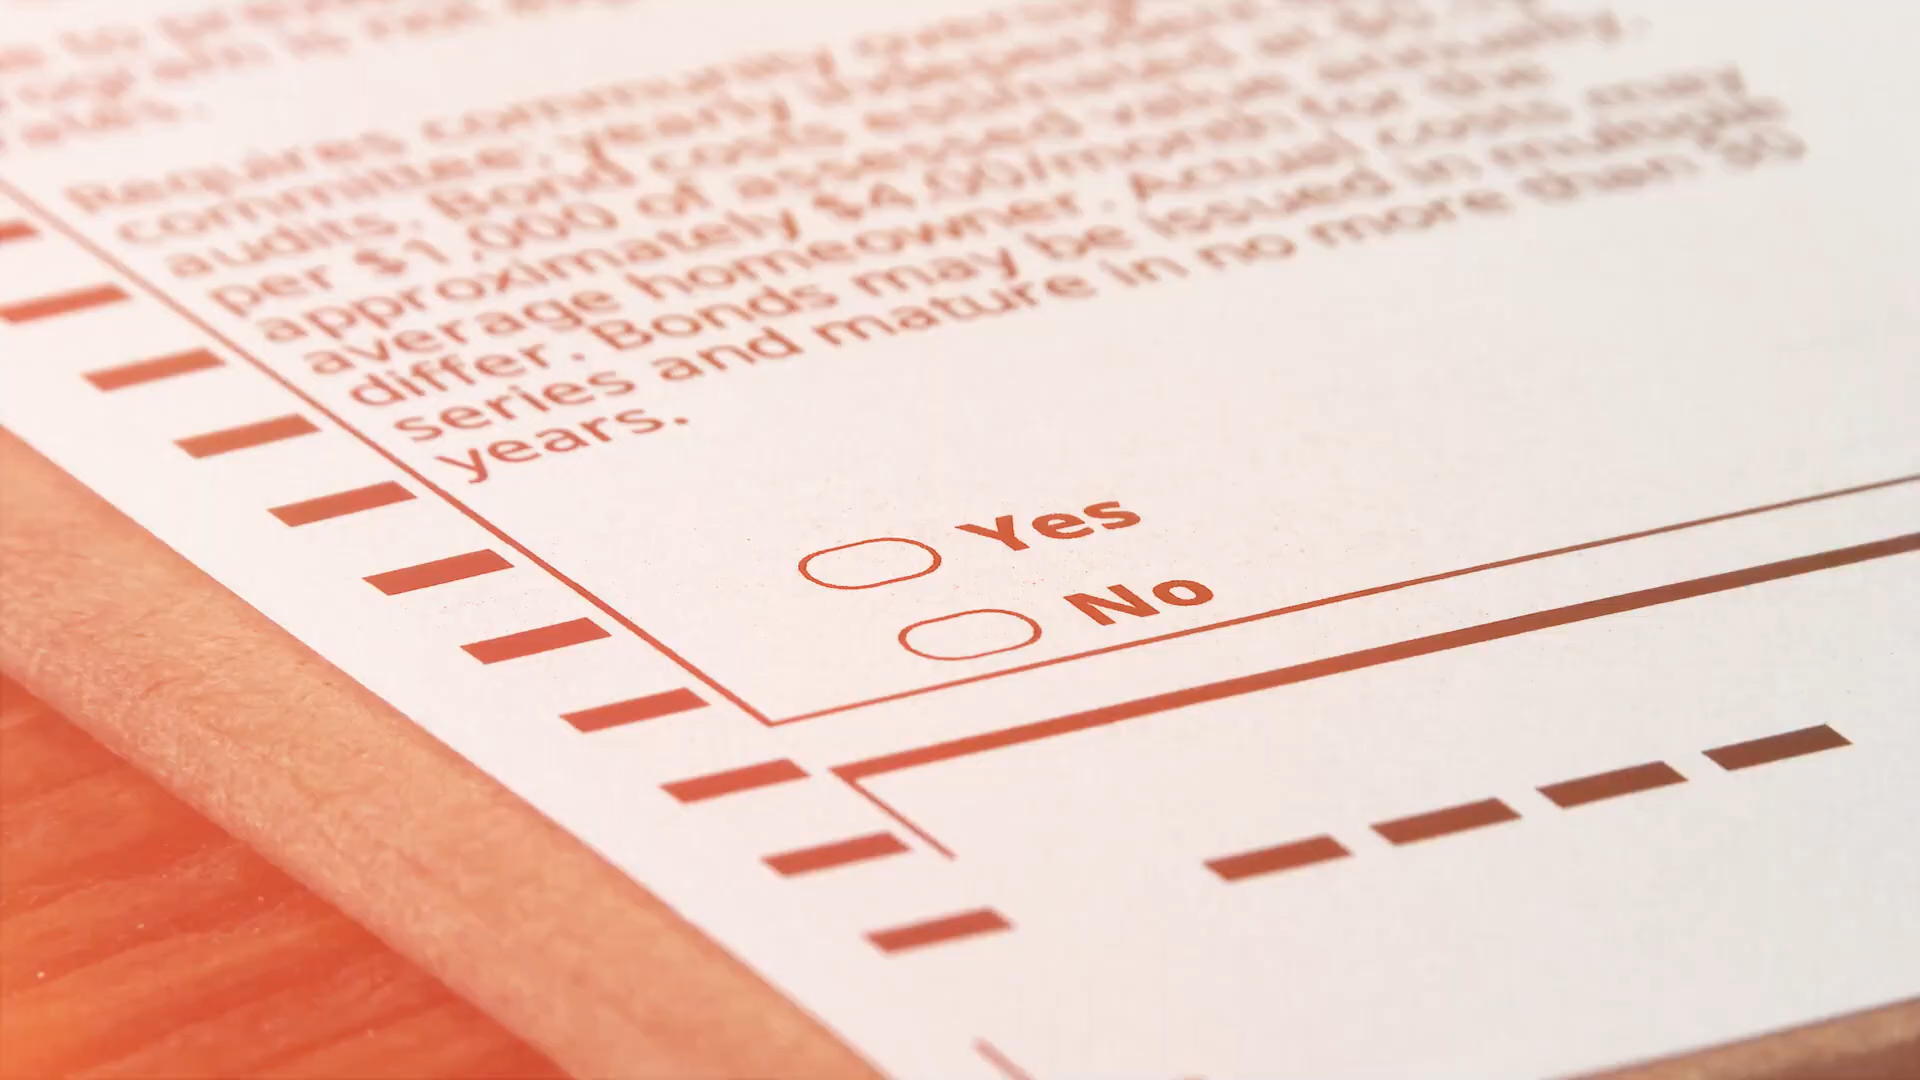 Requires community oversight
committee, yearly independent
audits. Bond costs estimated at
per $1,000 of assessed value annually,
approximately $4.00/month for the
average homeowner. Actual costs may
differ. Bonds may be issued in multiple
series and mature in no more than 30
years.
Yes
No